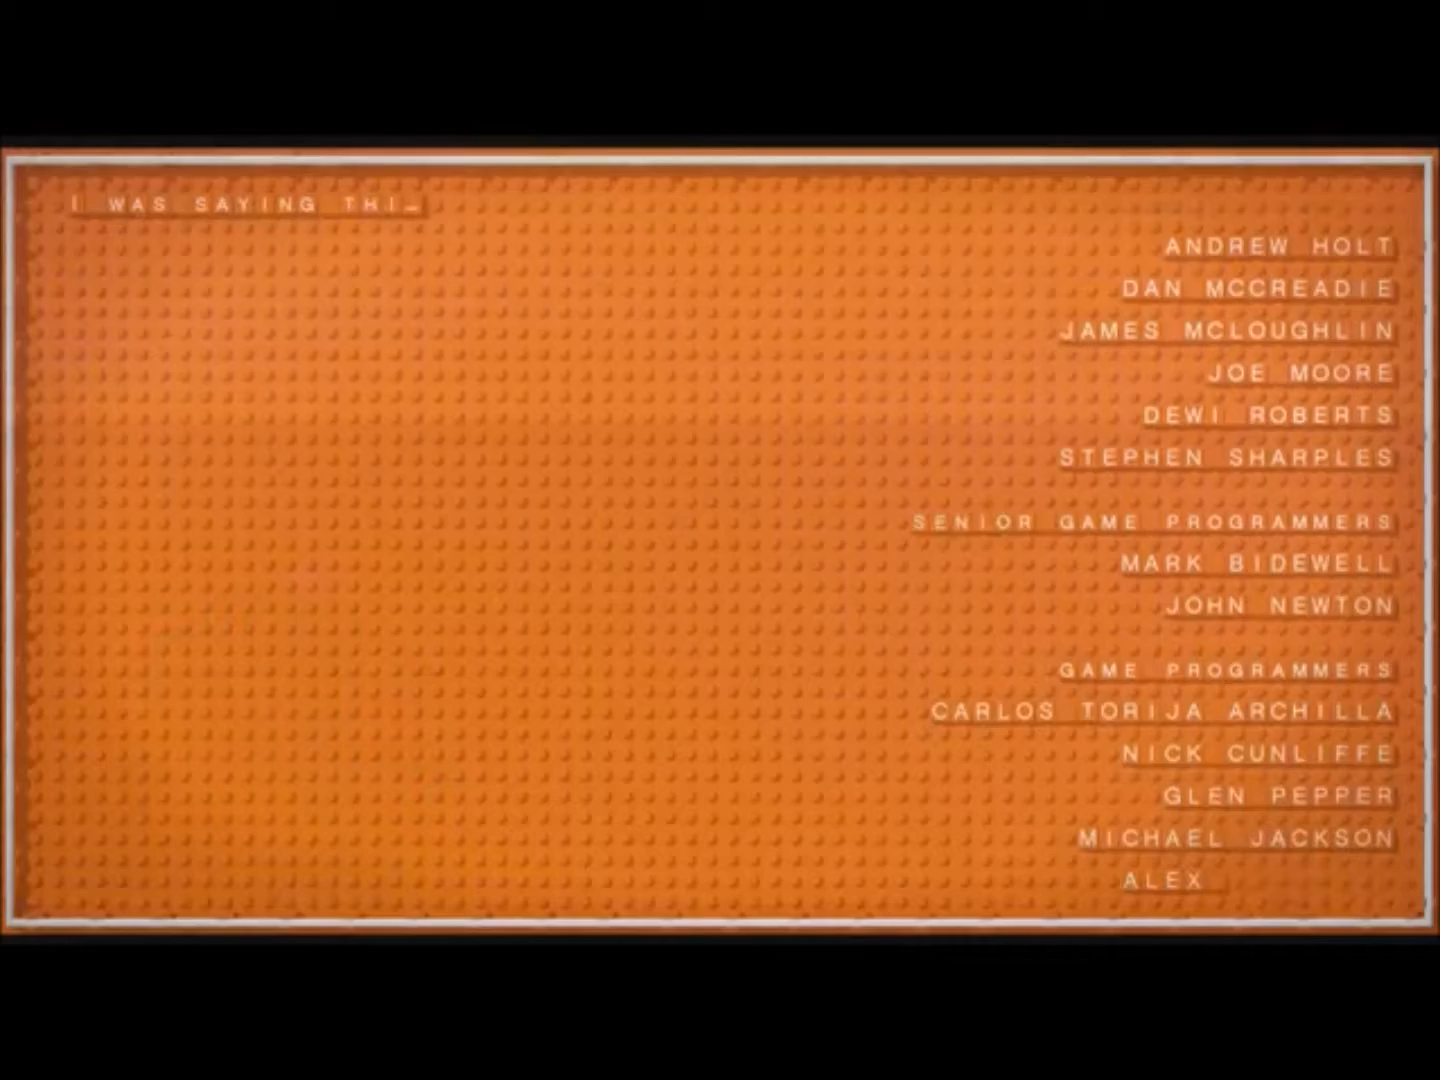 I WAS SAYING THI_
ANDREW HOLT
DAN MCCREADIE
JAMES MCLOUGHLIN
JOE MOORE
DEWI ROBERTS
STEPHEN SHARPLES
SENIOR GAME PROGRAMMERS
MARK BIDEWELL
JOHN NEWTON
GAME PROGRAMMERS
CARLOS TORIJA ARCHILLA
NICK CUNLIFFE
GLEN PEPPER
MICHAEL JACKSON
ALEX